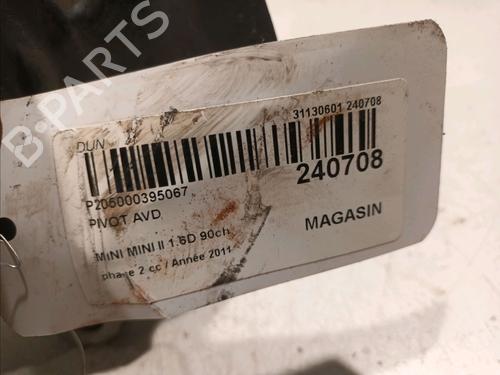 B-PARTS
DUN
31130601 240708
P205000395067
240708
PIVOT AVD
MAGASIN
MINI MINI II 1.6D 90ch
phase 2 cc / Année 2011